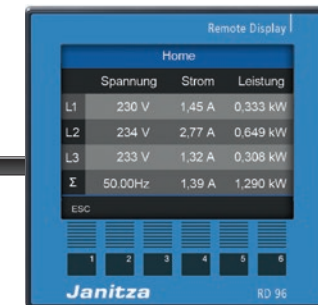 Remote Display
Home
Spannung Strom Leistung
L1 230 V 1,45 A 0,333 kW
L2 234 V 2,77 A 0,649 kW
L3 233 V 1,32 A 0,308 kW
Σ 50.00Hz 1,39 A 1,290 kW
ESC
1 2 3 4 5 6
Janitza RD 96